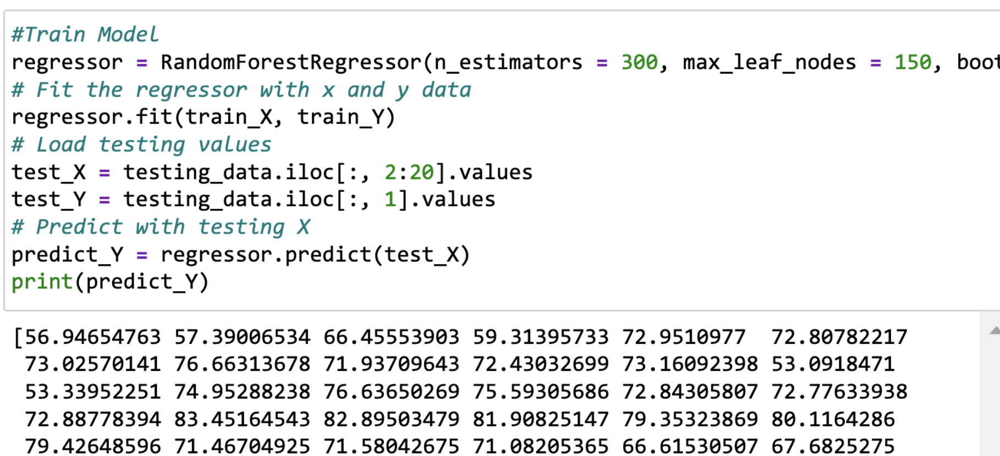 #Train Model
regressor = RandomForestRegressor(n_estimators = 300, max_leaf_nodes = 150, boot
# Fit the regressor with x and y data
regressor.fit(train_X, train_Y)
# Load testing values
test_X = testing_data.iloc[:, 2:20].values
test_Y = testing_data.iloc[:, 1].values
# Predict with testing X
predict_Y = regressor.predict(test_X)
print(predict_Y)
[56.94654763 57.39006534 66.45553903 59.31395733 72.9510977  72.80782217
73.02570141 76.66313678 71.93709643 72.43032699 73.16092398 53.0918471
53.33952251 74.95288238 76.63650269 75.59305686 72.84305807 72.77633938
72.88778394 83.45164543 82.89503479 81.90825147 79.35323869 80.1164286
79.42648596 71.46704925 71.58042675 71.08205365 66.61530507 67.6825275